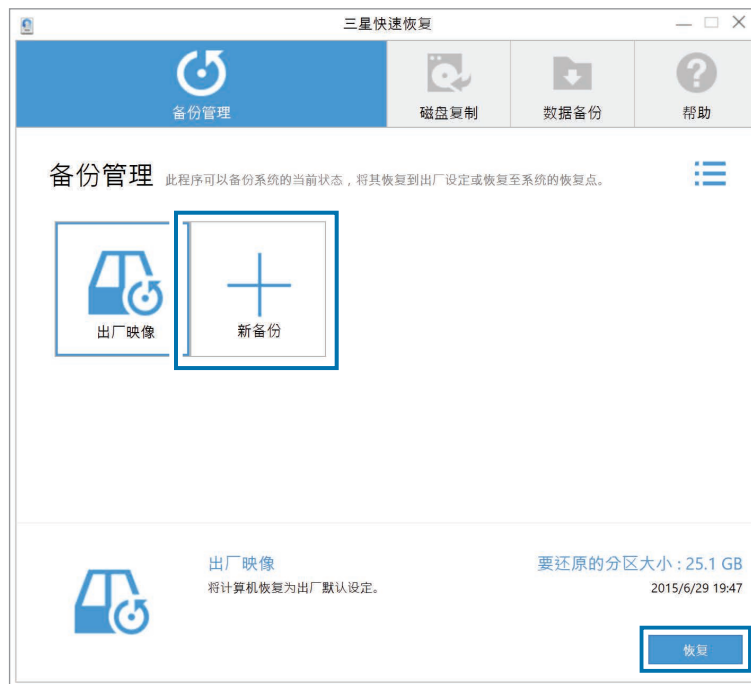 三星快速恢复
备份管理
磁盘复制
数据备份
帮助
备份管理 此程序可以备份系统的当前状态，将其恢复到出厂设定或恢复至系统的恢复点。
出厂映像
新备份
出厂映像
要还原的分区大小 : 25.1 GB
将计算机恢复为出厂默认设定。
2015/6/29 19:47
恢复